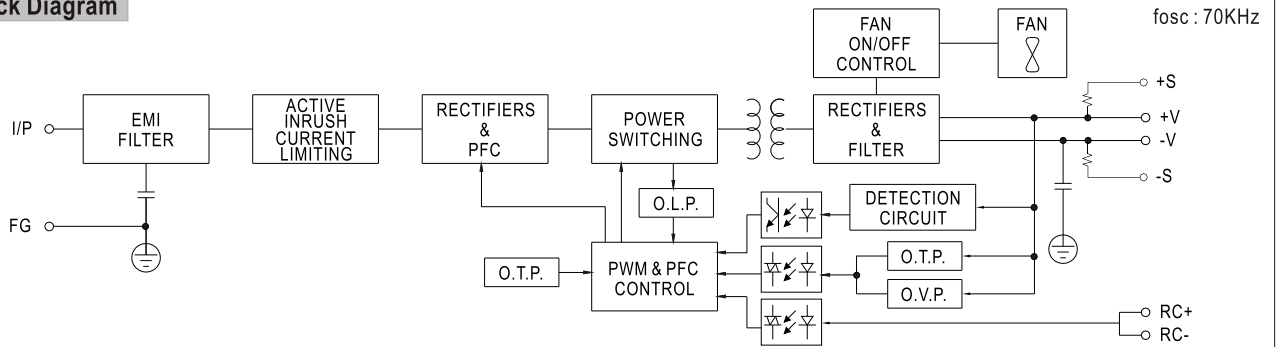 ck Diagram
fosc : 70KHz
I/P
EMI
FILTER
FG
ACTIVE
INRUSH
CURRENT
LIMITING
RECTIFIERS
&
PFC
POWER
SWITCHING
O.L.P.
O.T.P.
PWM & PFC
CONTROL
FAN
ON/OFF
CONTROL
FAN
RECTIFIERS
&
FILTER
DETECTION
CIRCUIT
O.T.P.
O.V.P.
+S
+V
-V
-S
RC+
RC-